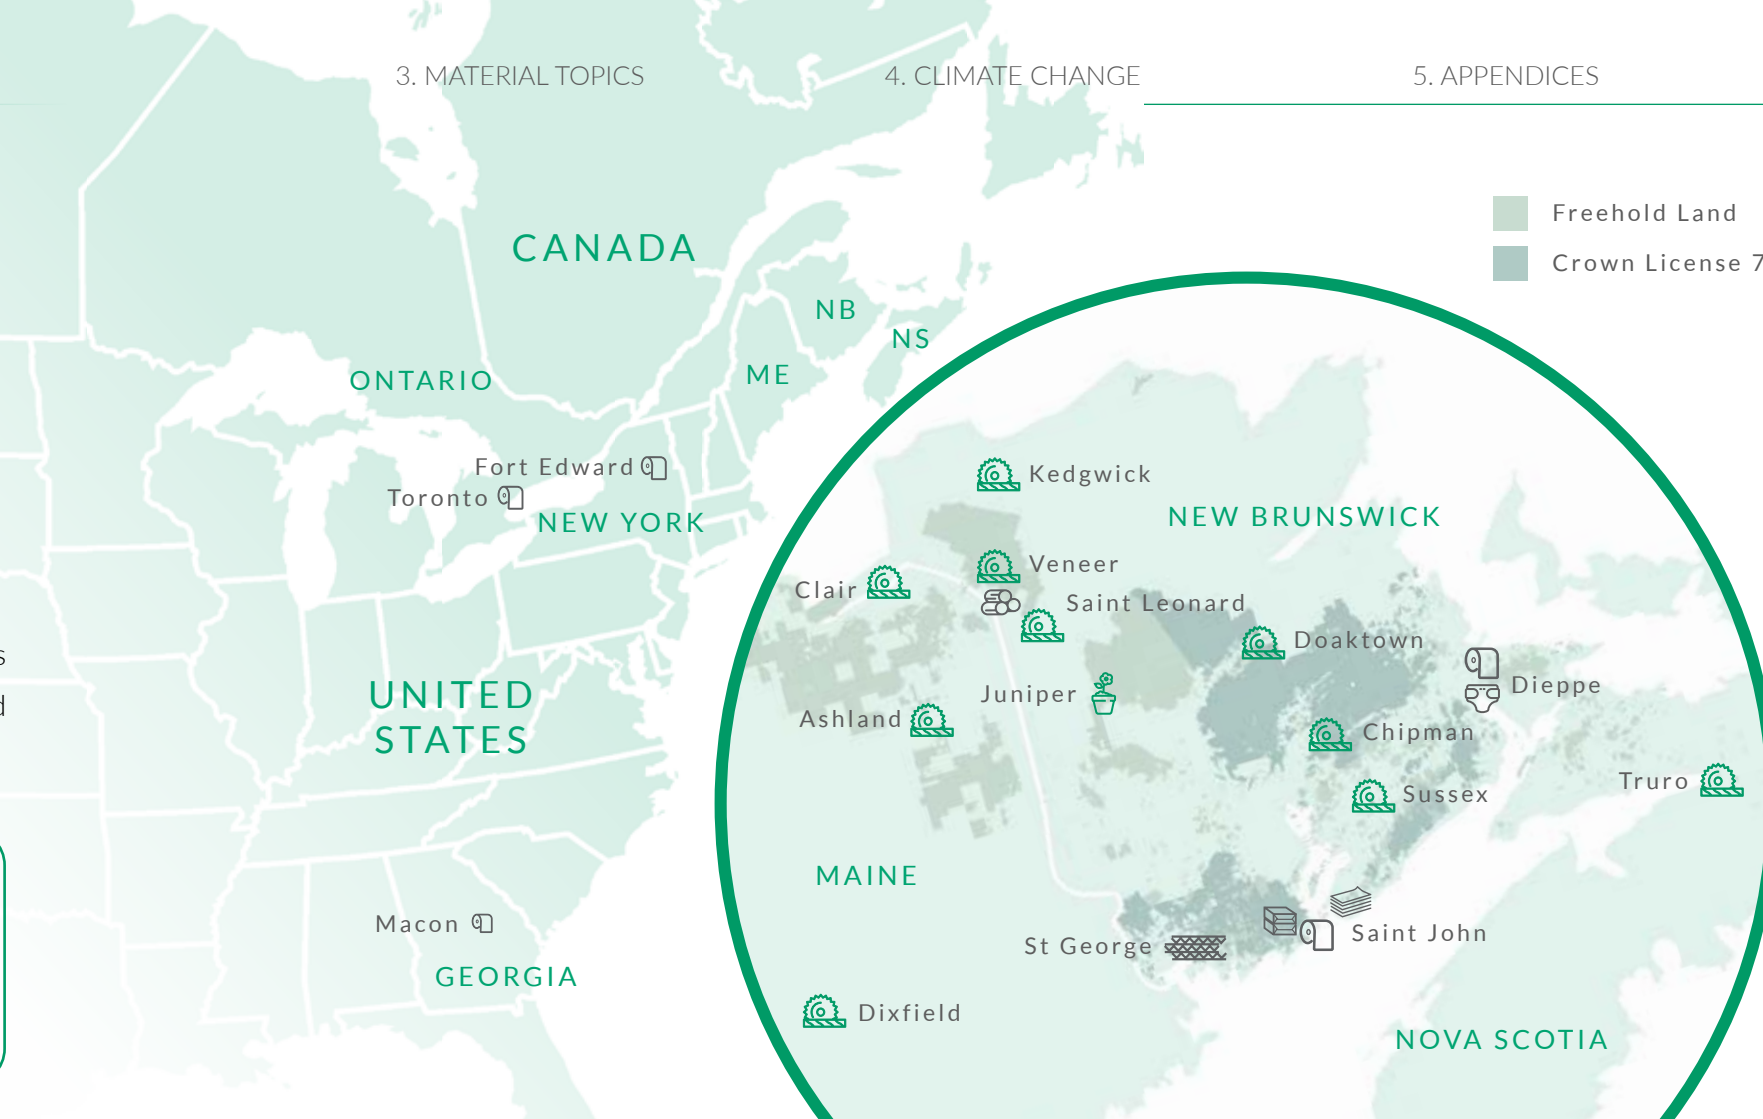 3. MATERIAL TOPICS
4. CLIMATE CHANGE
5. APPENDICES
Freehold Land
Crown License 7
CANADA
NB
NS
ME
ONTARIO
Fort Edward
Toronto
NEW YORK
UNITED
STATES
Macon
GEORGIA
Kedgwick
NEW BRUNSWICK
Veneer
Clair
Saint Leonard
Doaktown
Dieppe
Juniper
Ashland
Chipman
Truro
Sussex
MAINE
Saint John
St George
Dixfield
NOVA SCOTIA
s
d